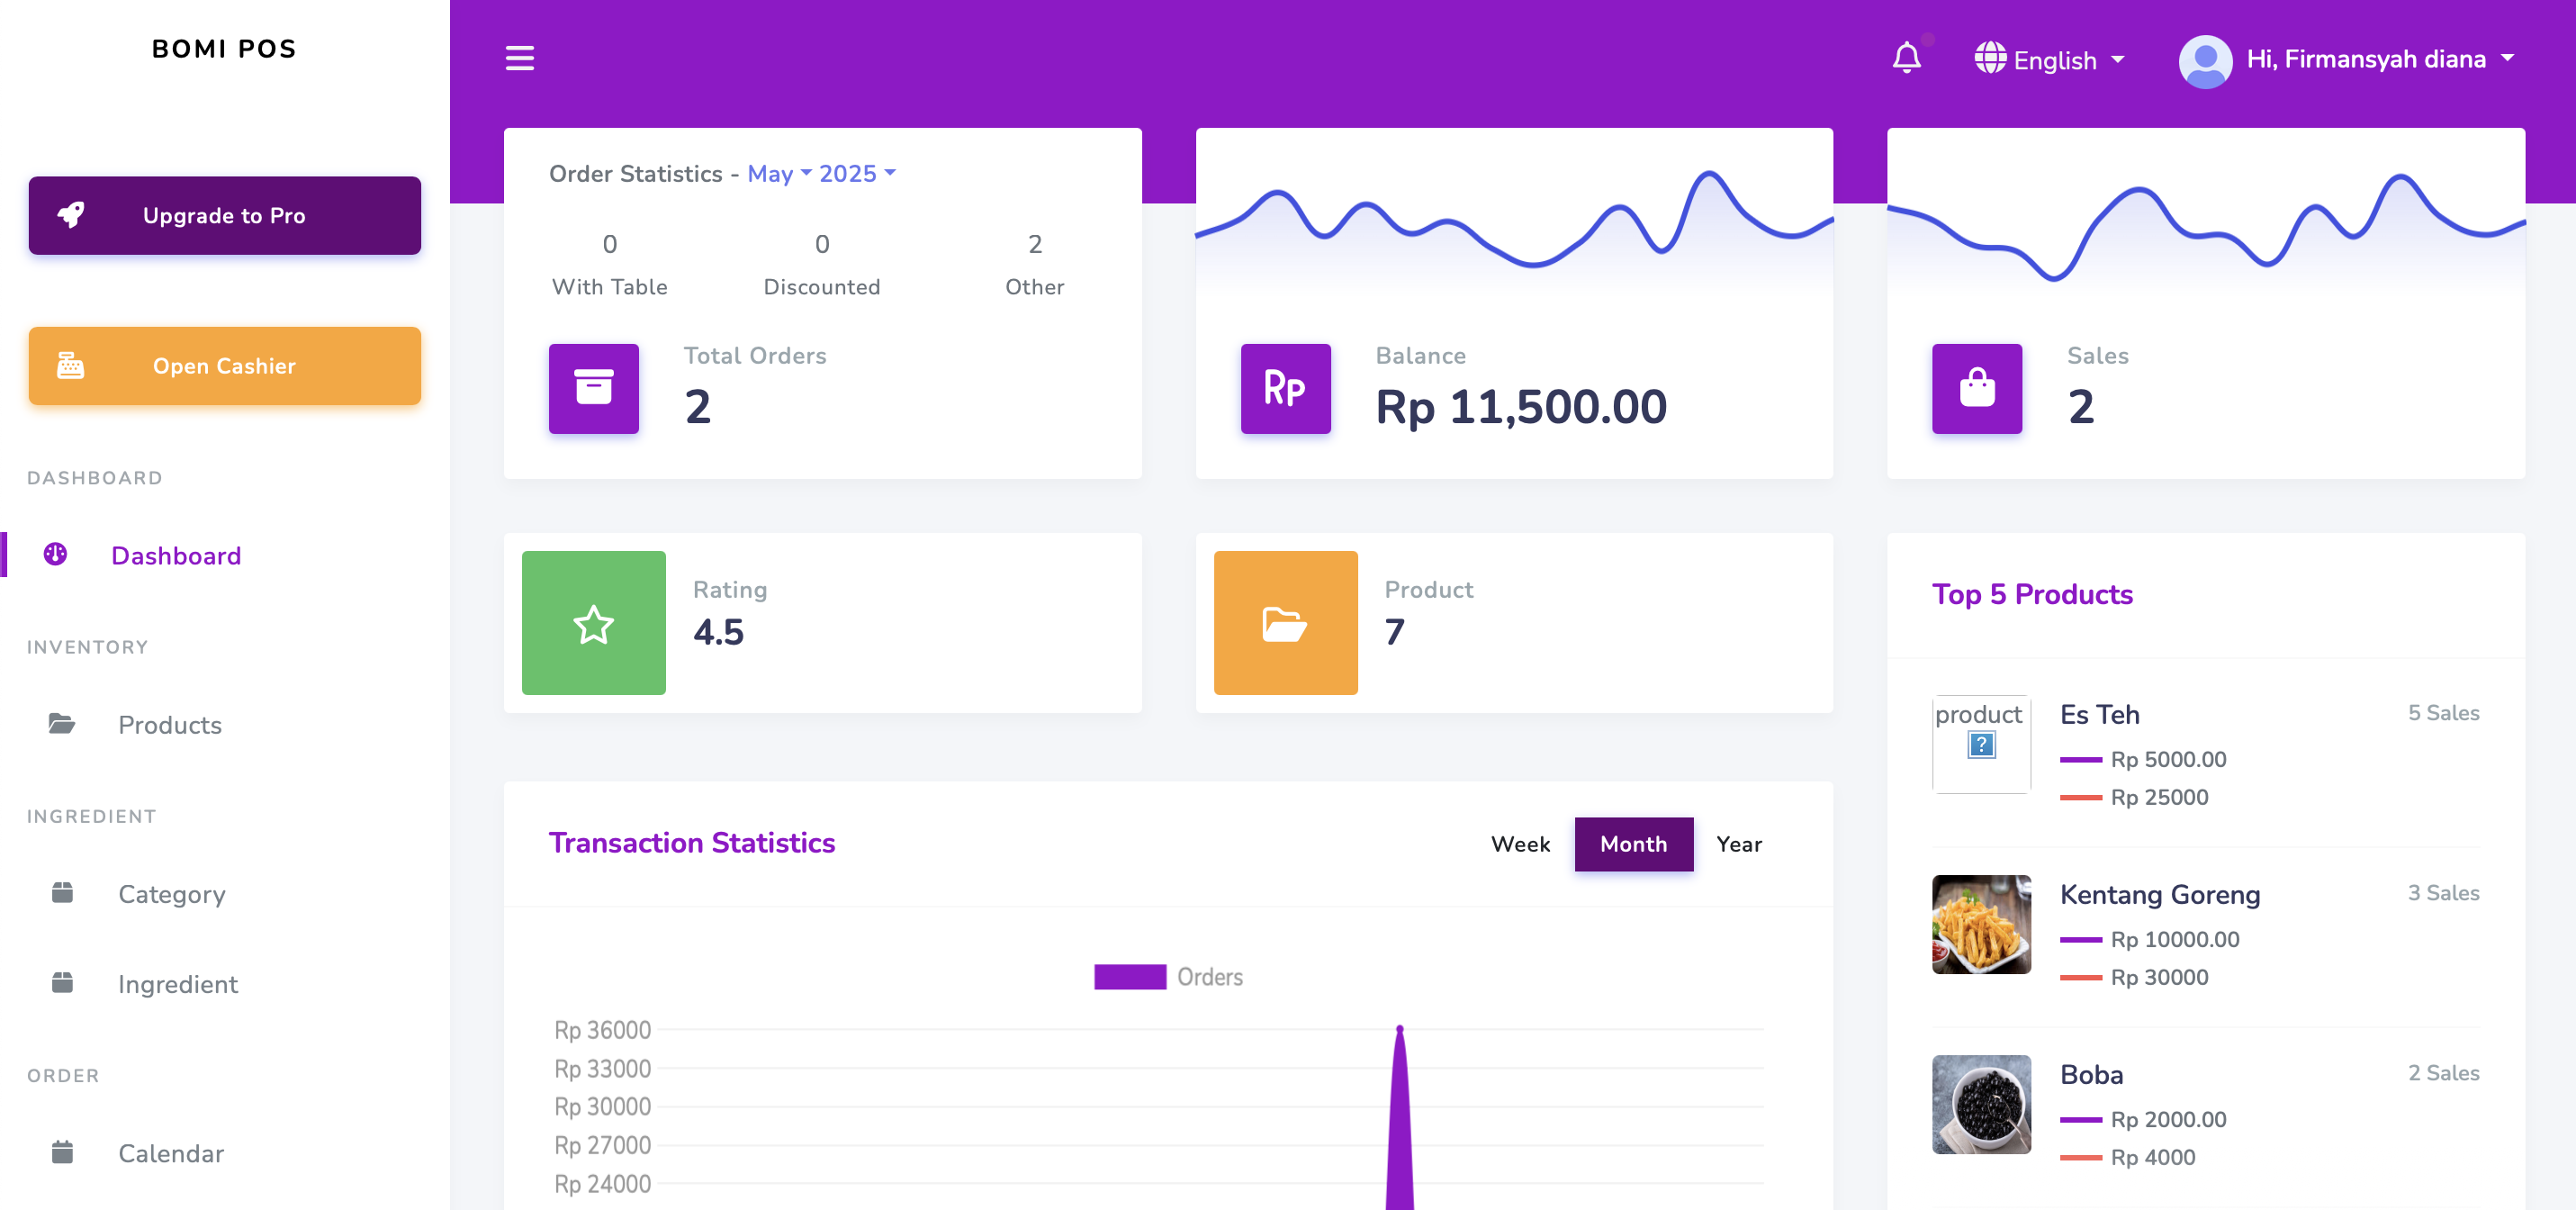 BOMI POS
Upgrade to Pro
Open Cashier
DASHBOARD
Dashboard
INVENTORY
Products
INGREDIENT
Category
Ingredient
ORDER
Calendar
English
Hi, Firmansyah diana
Order Statistics - May 2025
0 0 2
With Table Discounted Other
Total Orders
2
Rp
Balance
Rp 11,500.00
Sales
2
Rating
4.5
Product
7
Transaction Statistics
Week Month Year
Orders
Rp 36000
Rp 33000
Rp 30000
Rp 27000
Rp 24000
Top 5 Products
product
?
Es Teh 5 Sales
Rp 5000.00
Rp 25000
Kentang Goreng 3 Sales
Rp 10000.00
Rp 30000
Boba 2 Sales
Rp 2000.00
Rp 4000